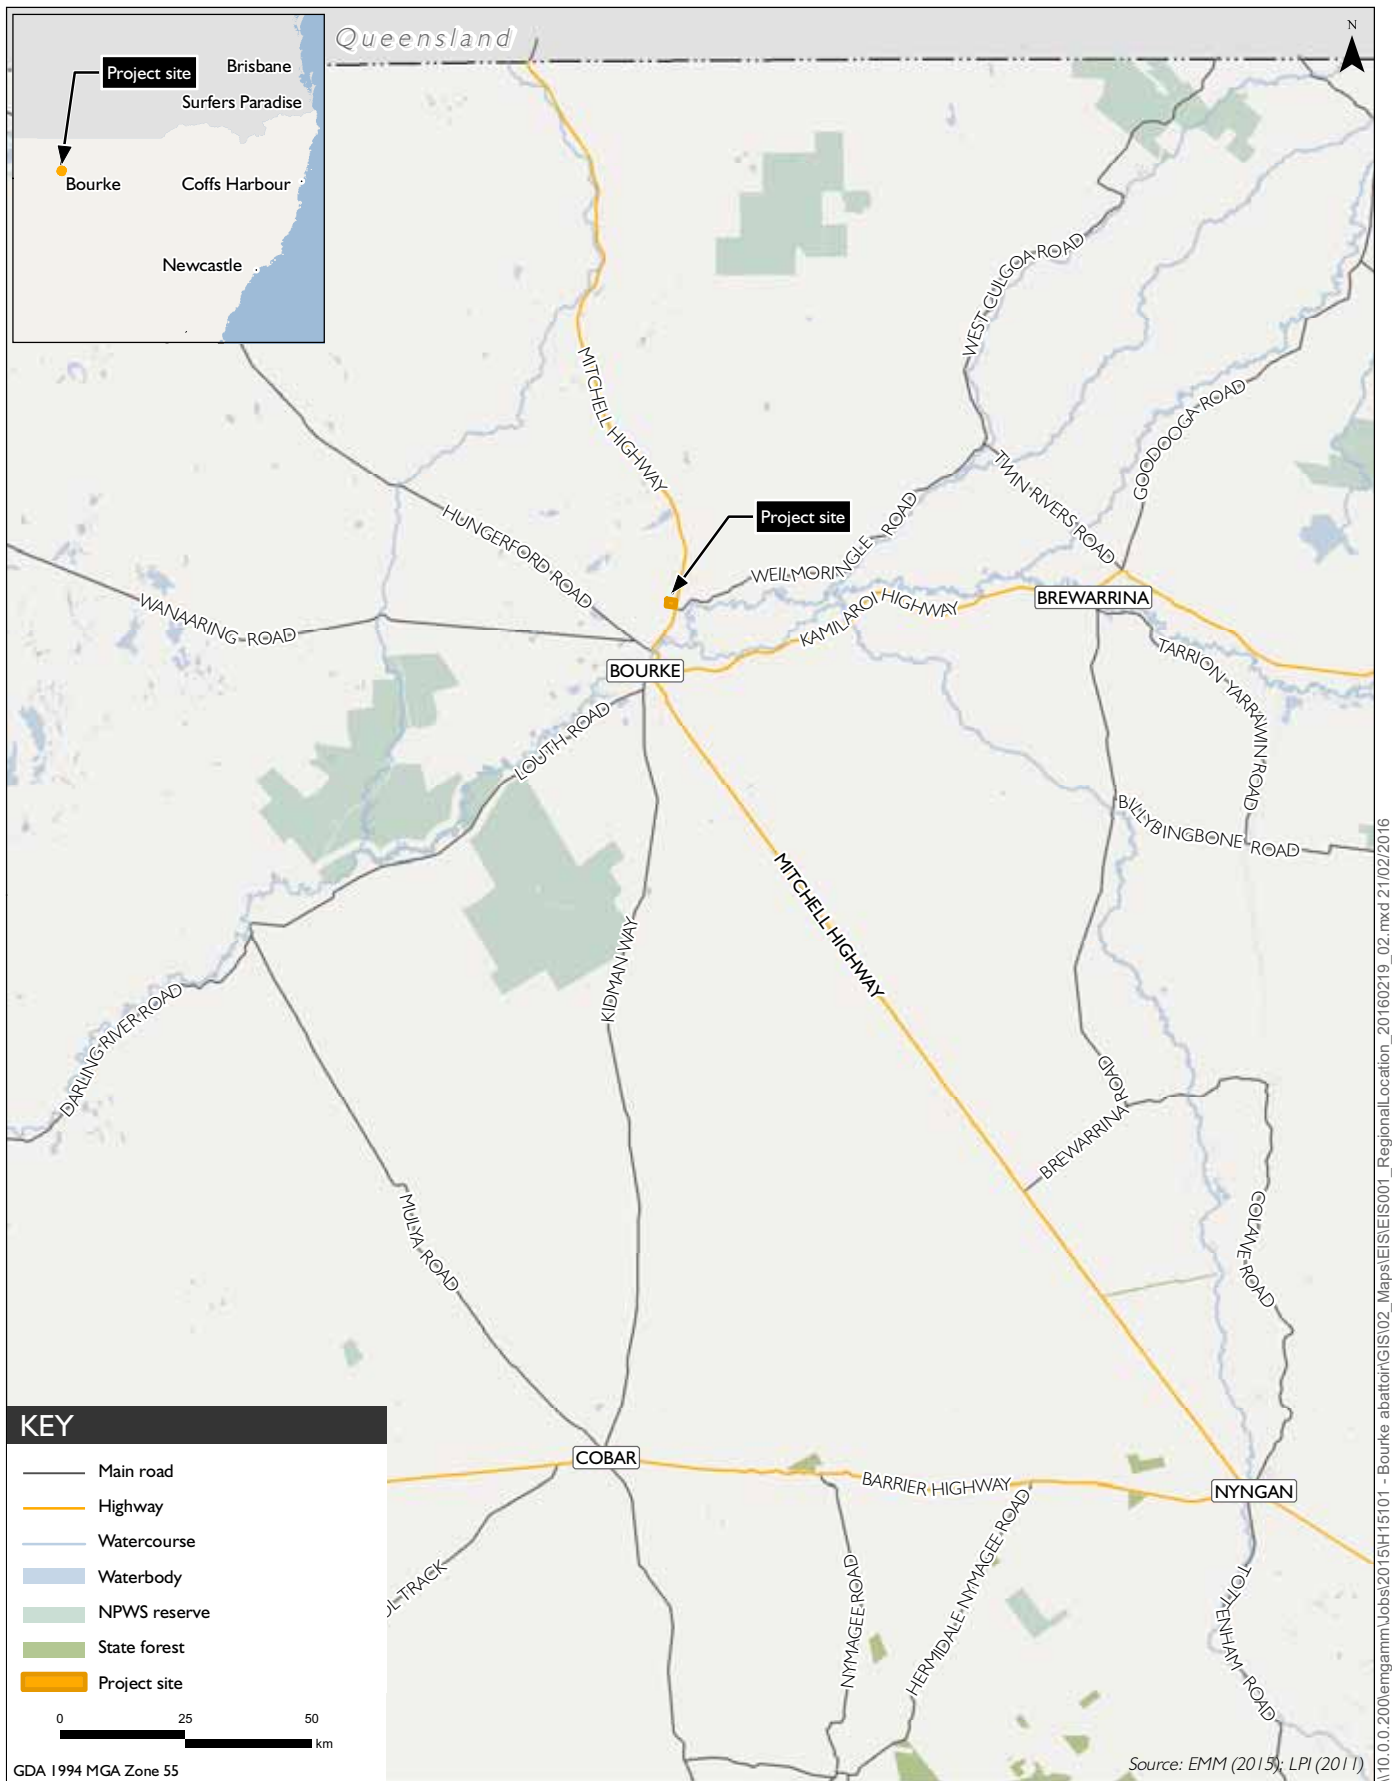 Queensland
N
Project site
Brisbane
Surfers Paradise
Bourke
Coffs Harbour
Newcastle
WEST CULGOA ROAD
MITCHELL HIGHWAY
GOODOOGA ROAD
TWIN RIVERS ROAD
HUNGERFORD ROAD
Project site
WEILMORINGLE ROAD
KAMILAROI HIGHWAY
BREWARRINA
WANAARING ROAD
BOURKE
TARRION YARRAWIN ROAD
LOUTH ROAD
BILLYBINGBONE ROAD
MITCHELL HIGHWAY
KIDMAN WAY
DARLING RIVER ROAD
BREWARRINA ROAD
MULYA ROAD
COLANE ROAD
COBAR
BARRIER HIGHWAY
NYNGAN
OL TRACK
NYMAGEE ROAD
HERMIDALE NYMAGEE ROAD
TOTTENHAM ROAD
KEY
Main road
Highway
Watercourse
Waterbody
NPWS reserve
State forest
Project site
0 25 50
km
GDA 1994 MGA Zone 55
Source: EMM (2015); LPI (2011)
\\10.0.0.200\emgamm\Jobs\2015\H15101 - Bourke abattoir\GIS\02_Maps\EIS\EIS001_RegionalLocation_20160219_02.mxd 21/02/2016